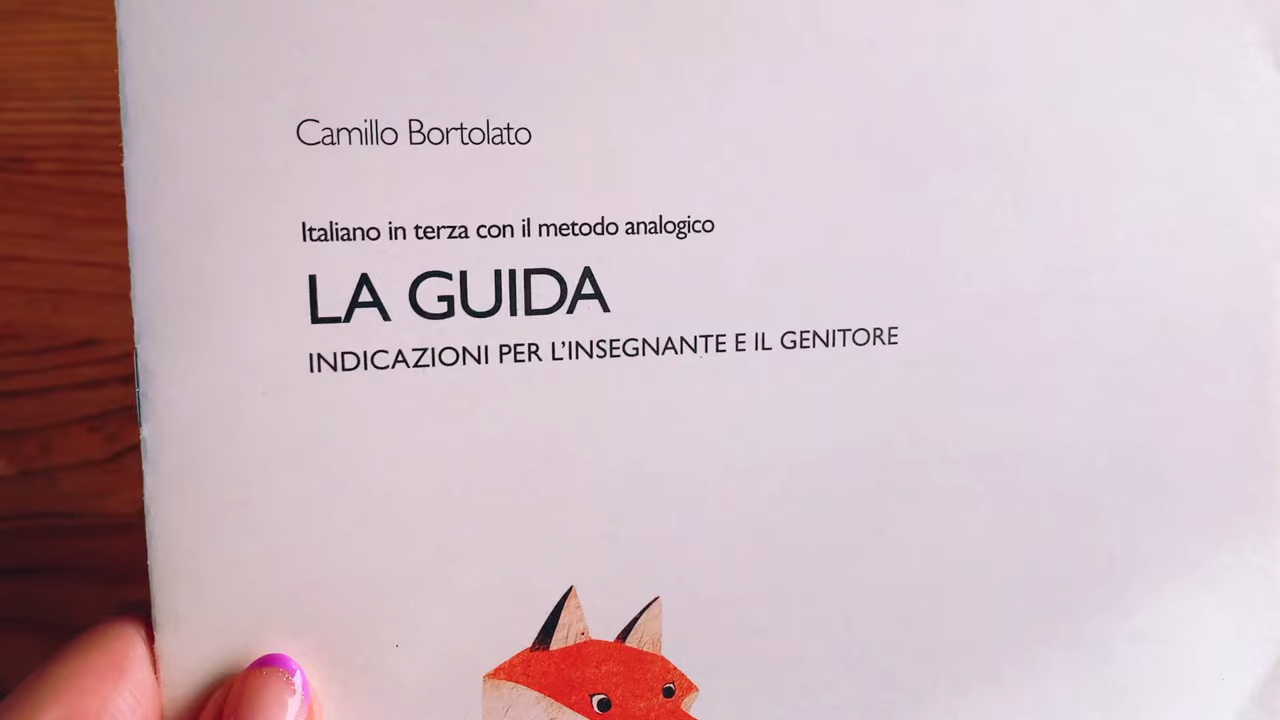 Camillo Bortolato
Italiano in terza con il metodo analogico
LA GUIDA
INDICAZIONI PER L'INSEGNANTE E IL GENITORE